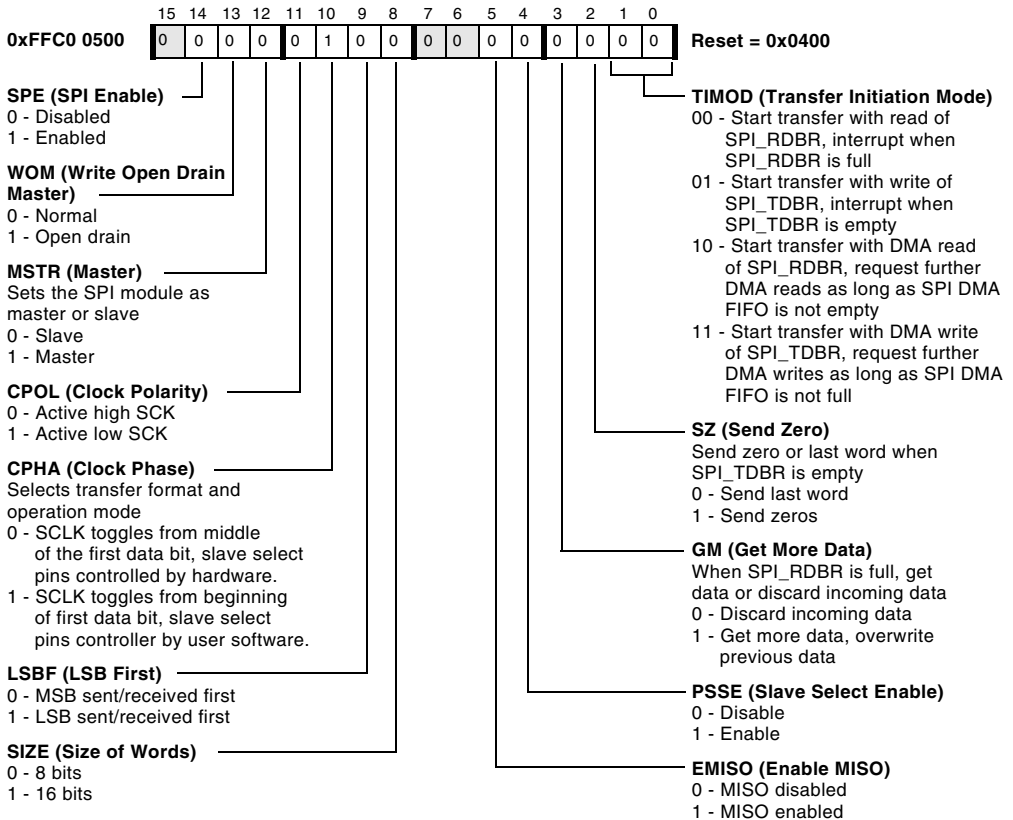 15 14 13 12 11 10 9 8 7 6 5 4 3 2 1 0
0xFFC0 0500 0 0 0 0 0 1 0 0 0 0 0 0 0 0 0 0 Reset = 0x0400
SPE (SPI Enable)
0 - Disabled
1 - Enabled
WOM (Write Open Drain
Master)
0 - Normal
1 - Open drain
MSTR (Master)
Sets the SPI module as
master or slave
0 - Slave
1 - Master
CPOL (Clock Polarity)
0 - Active high SCK
1 - Active low SCK
CPHA (Clock Phase)
Selects transfer format and
operation mode
0 - SCLK toggles from middle
of the first data bit, slave select
pins controlled by hardware.
1 - SCLK toggles from beginning
of first data bit, slave select
pins controller by user software.
LSBF (LSB First)
0 - MSB sent/received first
1 - LSB sent/received first
SIZE (Size of Words)
0 - 8 bits
1 - 16 bits
TIMOD (Transfer Initiation Mode)
00 - Start transfer with read of
SPI_RDBR, interrupt when
SPI_RDBR is full
01 - Start transfer with write of
SPI_TDBR, interrupt when
SPI_TDBR is empty
10 - Start transfer with DMA read
of SPI_RDBR, request further
DMA reads as long as SPI DMA
FIFO is not empty
11 - Start transfer with DMA write
of SPI_TDBR, request further
DMA writes as long as SPI DMA
FIFO is not full
SZ (Send Zero)
Send zero or last word when
SPI_TDBR is empty
0 - Send last word
1 - Send zeros
GM (Get More Data)
When SPI_RDBR is full, get
data or discard incoming data
0 - Discard incoming data
1 - Get more data, overwrite
previous data
PSSE (Slave Select Enable)
0 - Disable
1 - Enable
EMISO (Enable MISO)
0 - MISO disabled
1 - MISO enabled